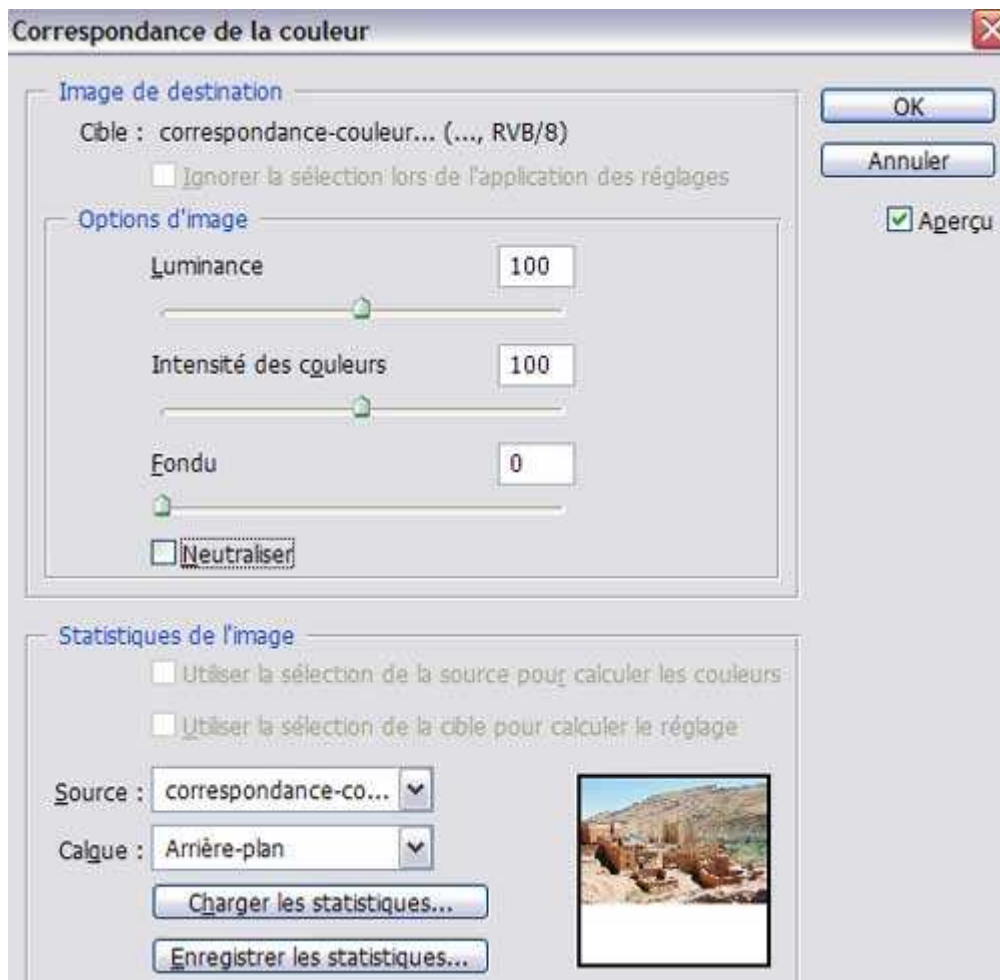 Correspondance de la couleur
Image de destination
OK
Cible : correspondance-couleur... (..., RVB/8)
Annuler
Ignorer la sélection lors de l'application des réglages
Aperçu
Options d'image
Luminance 100
Intensité des couleurs 100
Fondu 0
Neutraliser
Statistiques de l'image
Utiliser la sélection de la source pour calculer les couleurs
Utiliser la sélection de la cible pour calculer le réglage
Source : correspondance-co...
Calque : Arrière-plan
Charger les statistiques...
Enregistrer les statistiques...